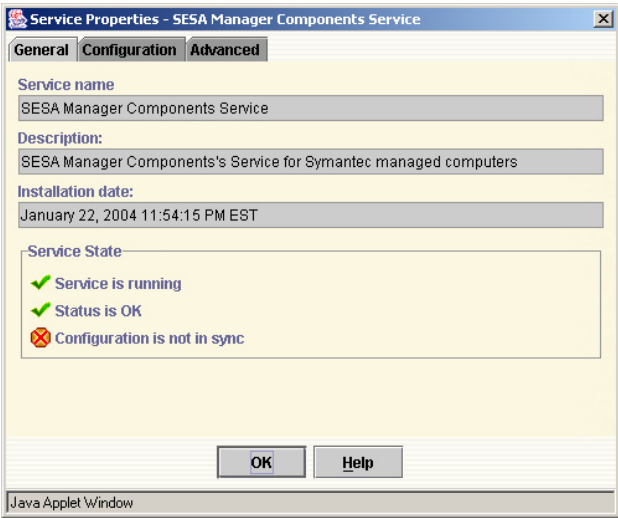 Service Properties - SESA Manager Components Service
General Configuration Advanced
Service name
SESA Manager Components Service
Description:
SESA Manager Components's Service for Symantec managed computers
Installation date:
January 22, 2004 11:54:15 PM EST
Service State
Service is running
Status is OK
Configuration is not in sync
OK Help
Java Applet Window